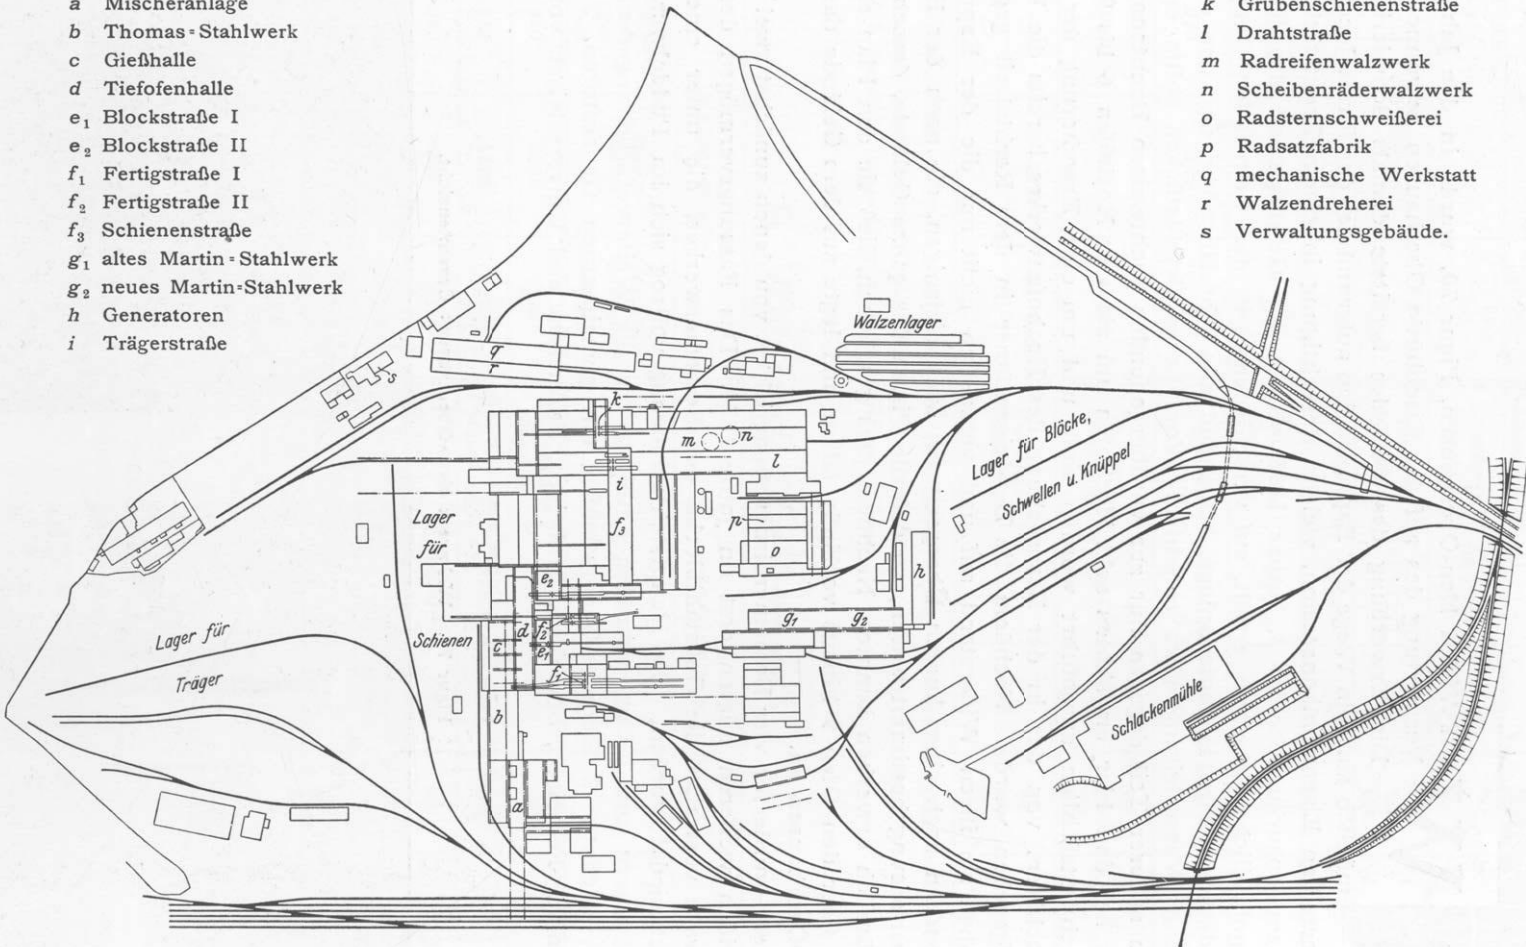 a Mischeranlage
b Thomas-Stahlwerk
c Gießhalle
d Tiefofenhalle
e1 Blockstraße I
e2 Blockstraße II
f1 Fertigstraße I
f2 Fertigstraße II
f3 Schienenstraße
g1 altes Martin-Stahlwerk
g2 neues Martin-Stahlwerk
h Generatoren
i Trägerstraße
k Grubenschienenstraße
l Drahtstraße
m Radreifenwalzwerk
n Scheibenräderwalzwerk
o Radsternschweißerei
p Radsatzfabrik
q mechanische Werkstatt
r Walzendreherei
s Verwaltungsgebäude.
Walzenlager
q
r
s
k
m
n
l
i
Lager für Blöcke,
Schwellen u. Knüppel
Lager
für
Schienen
f3
p
o
h
e2
d
f2
c
e1
f1
g1
g2
Lager für
Träger
b
a
Schlackenmühle